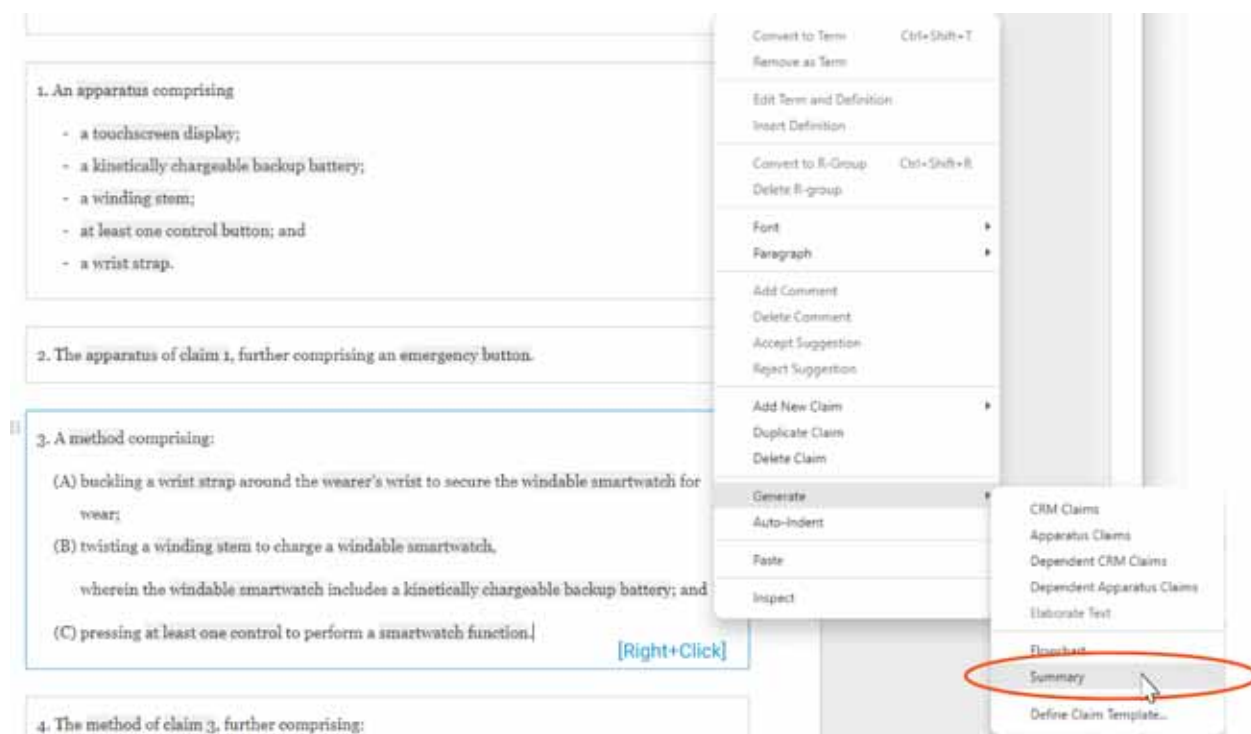 1. An apparatus comprising
- a touchscreen display;
- a kinetically chargeable backup battery;
- a winding stem;
- at least one control button; and
- a wrist strap.
2. The apparatus of claim 1, further comprising an emergency button.
3. A method comprising:
(A) buckling a wrist strap around the wearer's wrist to secure the windable smartwatch for
wear;
(B) twisting a winding stem to charge a windable smartwatch,
wherein the windable smartwatch includes a kinetically chargeable backup battery; and
(C) pressing at least one control to perform a smartwatch function.
[Right+Click]
4. The method of claim 3, further comprising:
Convert to Term Ctrl+Shift+T
Remove as Term
Edit Term and Definition
Insert Definition
Convert to R-Group Ctrl+Shift+R
Delete R-group
Font
Paragraph
Add Comment
Delete Comment
Accept Suggestion
Reject Suggestion
Add New Claim
Duplicate Claim
Delete Claim
Generate
Auto-Indent
Paste
Inspect
CRM Claims
Apparatus Claims
Dependent CRM Claims
Dependent Apparatus Claims
Elaborate Text
Flowchart
Summary
Define Claim Template...